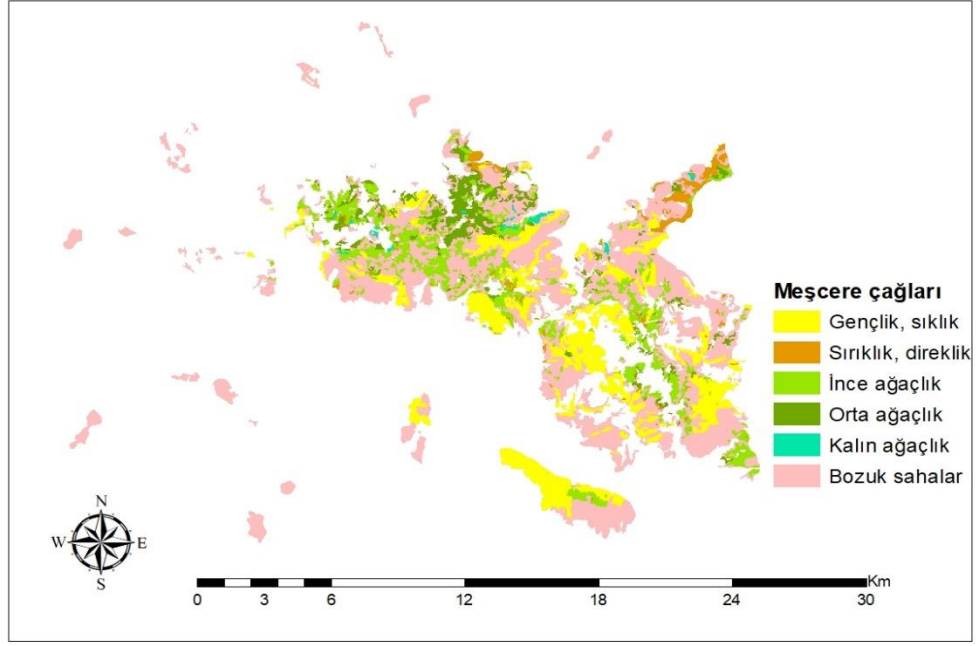 Meşcere çağları
Gençlik, sıklık
Sırıklık, direklik
İnce ağaçlık
Orta ağaçlık
Kalın ağaçlık
Bozuk sahalar
N
W E
S
Km
0 3 6 12 18 24 30